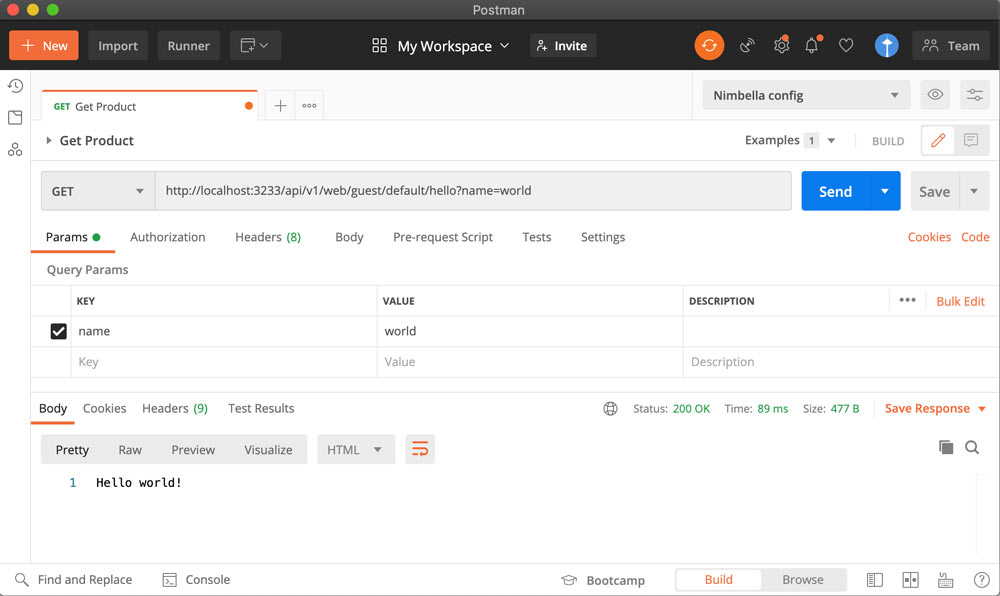 Postman
New Import Runner My Workspace Invite Team
GET Get Product Nimbella config
Get Product Examples 1 BUILD
GET http://localhost:3233/api/v1/web/guest/default/hello?name=world Send Save
Params Authorization Headers (8) Body Pre-request Script Tests Settings Cookies Code
Query Params
KEY VALUE DESCRIPTION Bulk Edit
name world
Key Value Description
Body Cookies Headers (9) Test Results Status: 200 OK Time: 89 ms Size: 477 B Save Response
Pretty Raw Preview Visualize HTML
1 Hello world!
Find and Replace Console Bootcamp Build Browse